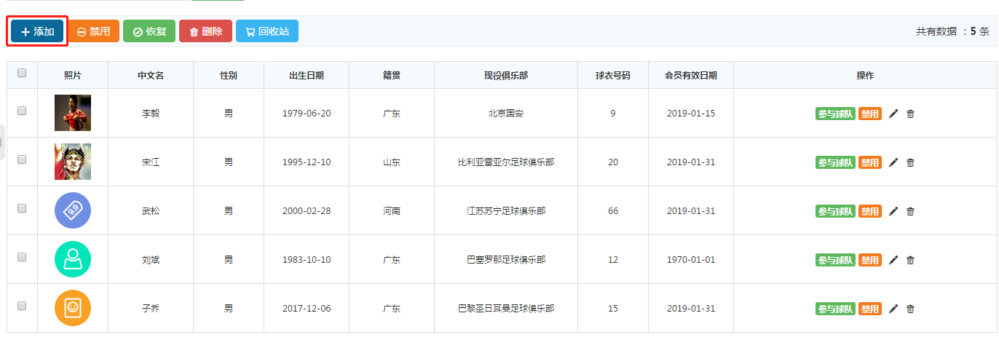 添加 禁用 恢复 删除 回收站 共有数据 ：5 条
照片 中文名 性别 出生日期 籍贯 现役俱乐部 球衣号码 会员有效日期 操作
李毅 男 1979-06-20 广东 北京国安 9 2019-01-15 参与球队 禁用
宋江 男 1995-12-10 山东 比利亚雷亚尔足球俱乐部 20 2019-01-31 参与球队 禁用
9.9 武松 男 2000-02-28 河南 江苏苏宁足球俱乐部 66 2019-01-31 参与球队 禁用
刘斌 男 1983-10-10 广东 巴塞罗那足球俱乐部 12 1970-01-01 参与球队 禁用
子乔 男 2017-12-06 广东 巴黎圣日耳曼足球俱乐部 15 2019-01-31 参与球队 禁用